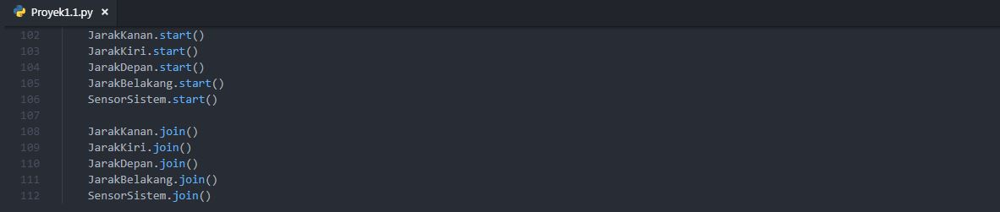 Proyek1.1.py ×
102 JarakKanan.start()
103 JarakKiri.start()
104 JarakDepan.start()
105 JarakBelakang.start()
106 SensorSistem.start()
107
108 JarakKanan.join()
109 JarakKiri.join()
110 JarakDepan.join()
111 JarakBelakang.join()
112 SensorSistem.join()